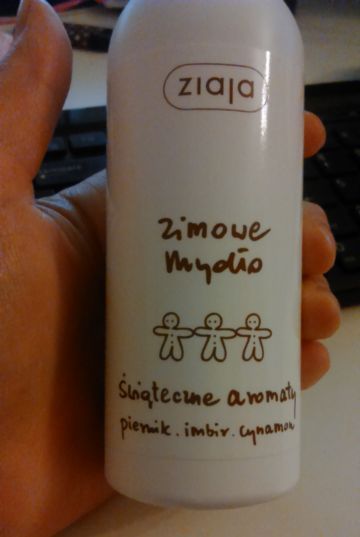 ziaja
zimowe
mydło
świąteczne aromaty
piernik . imbir . cynamon